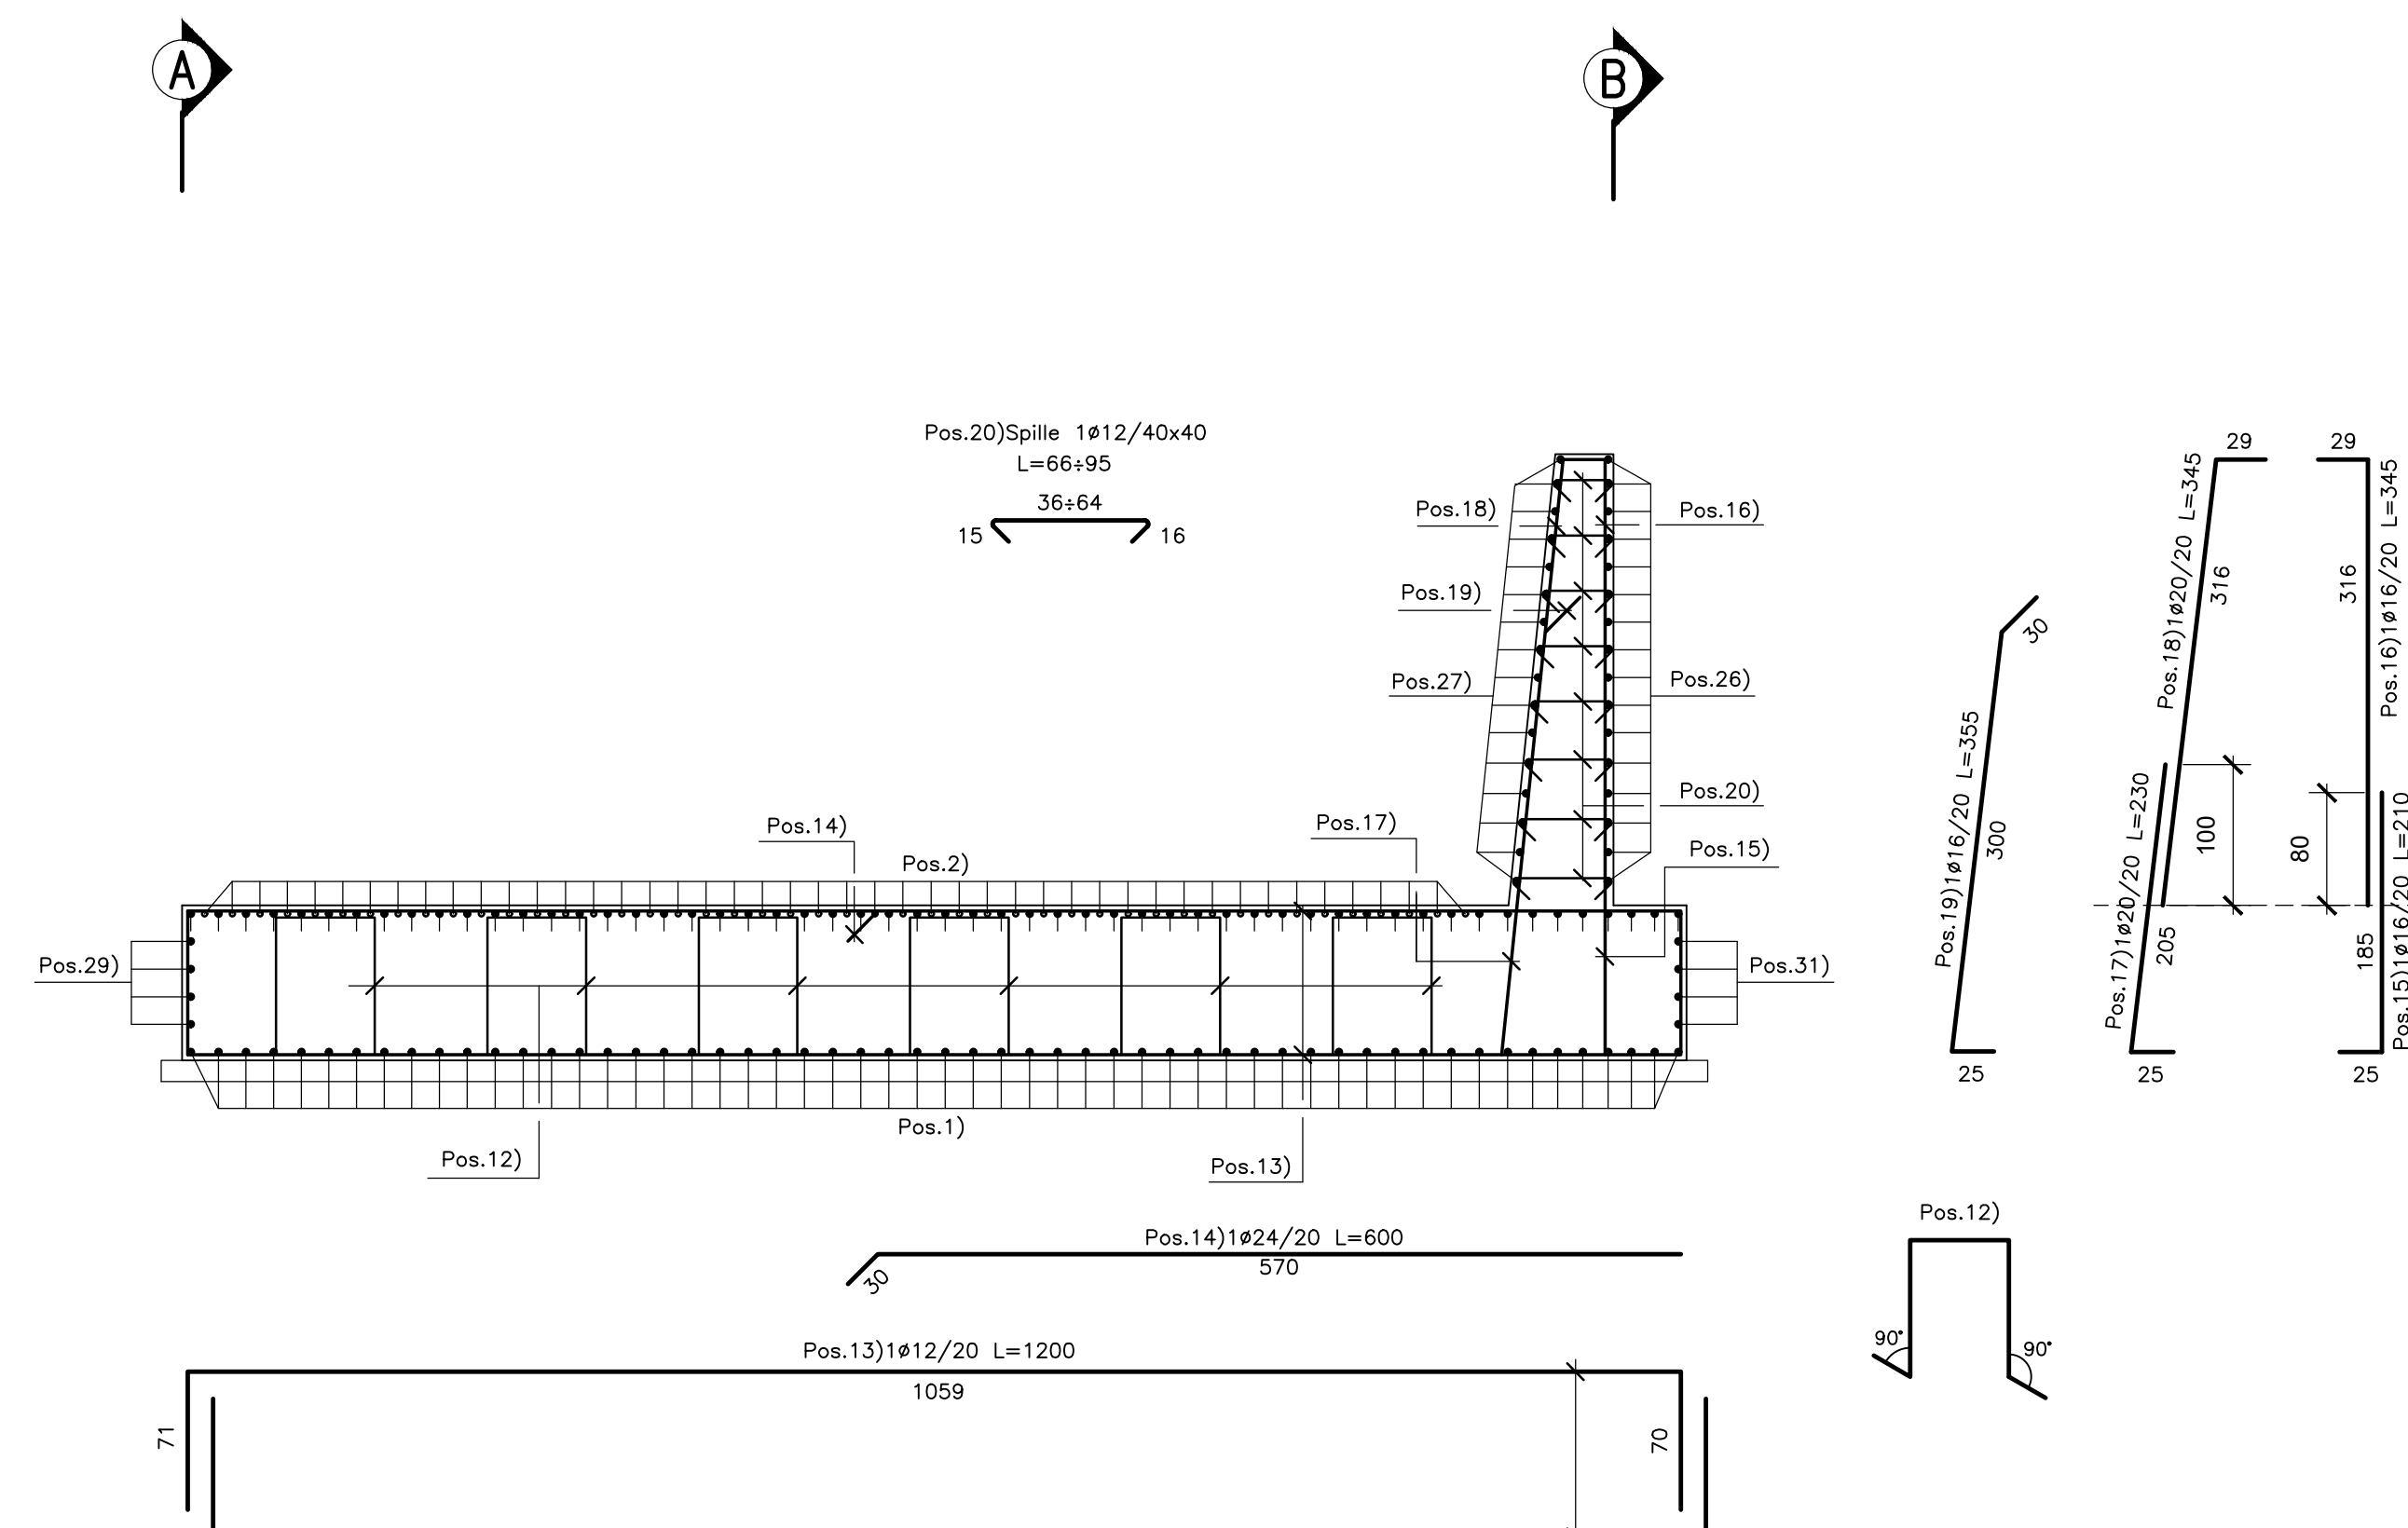 A
B
Pos.20)Spille 1ø12/40x40
L=66÷95
36÷64
15
16
Pos.18)
Pos.16)
Pos.19)
Pos.27)
Pos.26)
Pos.20)
Pos.14)
Pos.2)
Pos.17)
Pos.15)
Pos.29)
Pos.31)
Pos.1)
Pos.12)
Pos.13)
Pos.19)1ø16/20 L=355
300
30
25
29
Pos.18)1ø20/20 L=345
316
Pos.17)1ø20/20 L=230
205
25
100
29
Pos.16)1ø16/20 L=345
316
80
Pos.15)1ø16/20 L=210
185
25
Pos.14)1ø24/20 L=600
570
30
Pos.12)
90°
90°
Pos.13)1ø12/20 L=1200
1059
71
70